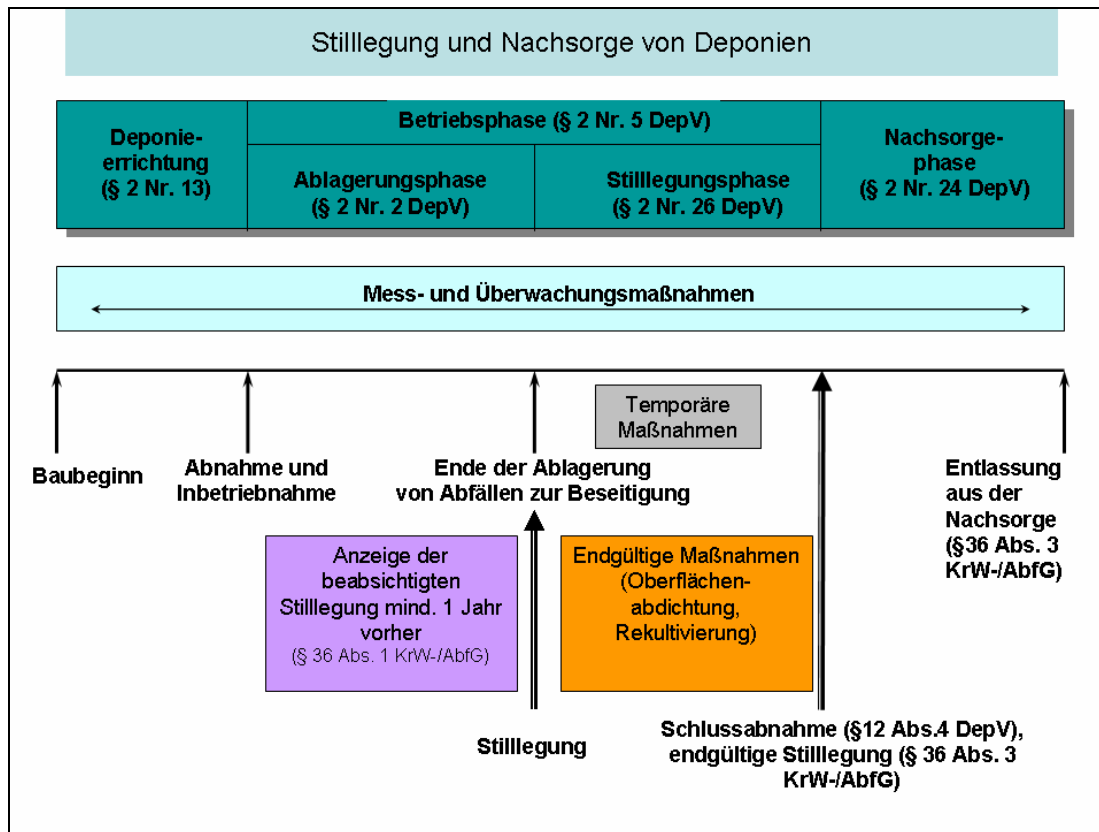 Stilllegung und Nachsorge von Deponien
Deponie-
errichtung
(§ 2 Nr. 13)
Betriebsphase (§ 2 Nr. 5 DepV)
Ablagerungsphase
(§ 2 Nr. 2 DepV)
Stilllegungsphase
(§ 2 Nr. 26 DepV)
Nachsorge-
phase
(§ 2 Nr. 24 DepV)
Mess- und Überwachungsmaßnahmen
Temporäre
Maßnahmen
Baubeginn
Abnahme und
Inbetriebnahme
Ende der Ablagerung
von Abfällen zur Beseitigung
Entlassung
aus der
Nachsorge
(§36 Abs. 3
KrW-/AbfG)
Anzeige der
beabsichtigten
Stilllegung mind. 1 Jahr
vorher
(§ 36 Abs. 1 KrW-/AbfG)
Endgültige Maßnahmen
(Oberflächen-
abdichtung,
Rekultivierung)
Stilllegung
Schlussabnahme (§12 Abs.4 DepV),
endgültige Stilllegung (§ 36 Abs. 3
KrW-/AbfG)